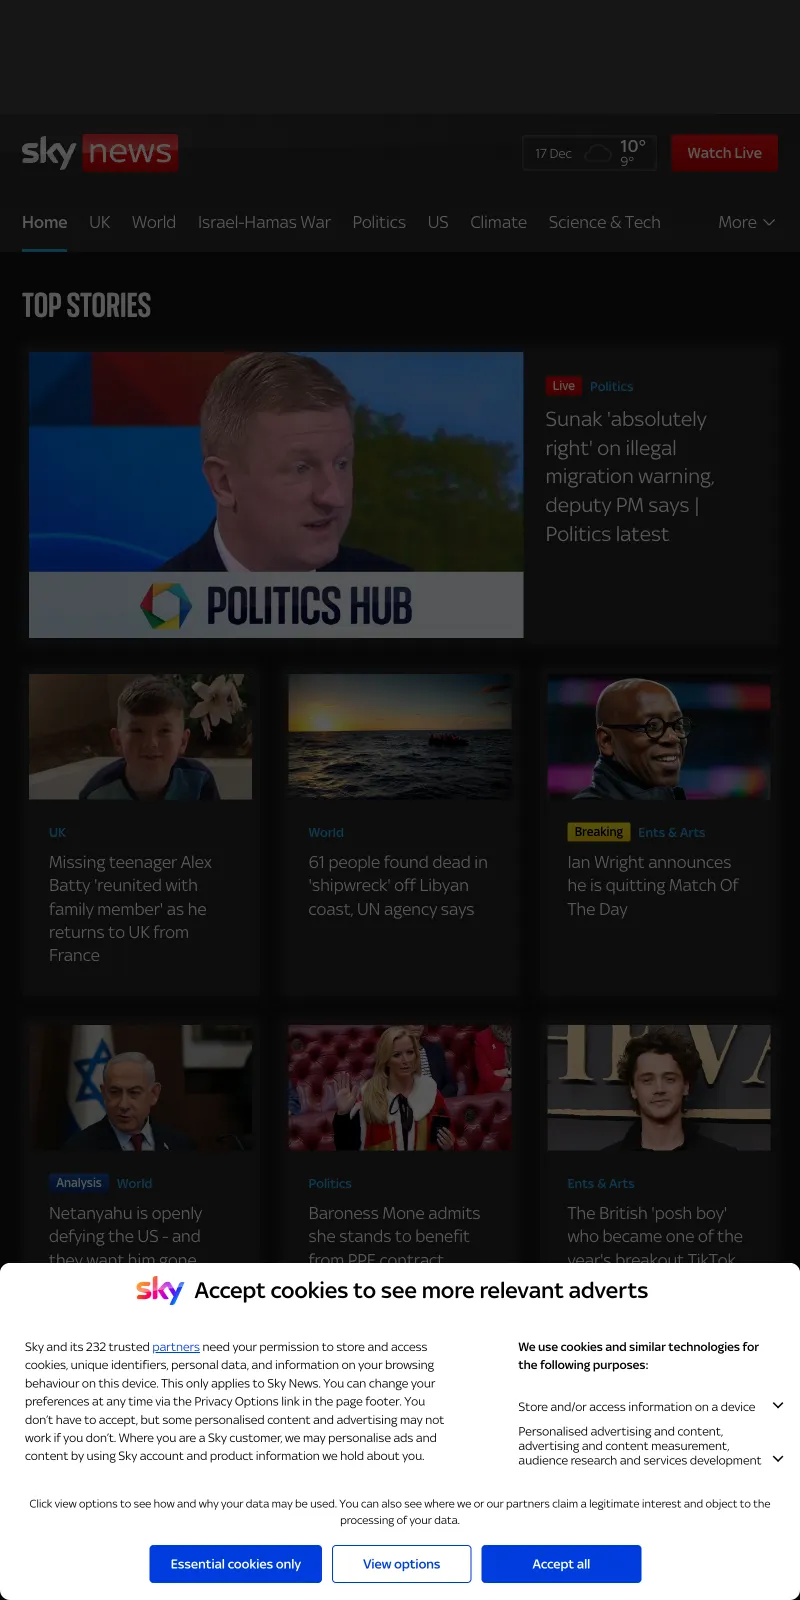 sky news
17 Dec
10°
9°
Watch Live
Home UK World Israel-Hamas War Politics US Climate Science & Tech More
TOP STORIES
Live Politics
Sunak 'absolutely
right' on illegal
migration warning,
deputy PM says |
Politics latest
POLITICS HUB
UK
Missing teenager Alex
Batty 'reunited with
family member' as he
returns to UK from
France
World
61 people found dead in
'shipwreck' off Libyan
coast, UN agency says
Breaking Ents & Arts
Ian Wright announces
he is quitting Match Of
The Day
Analysis World
Netanyahu is openly
defying the US - and
they want him gone
Politics
Baroness Mone admits
she stands to benefit
from PPE contract
Ents & Arts
The British 'posh boy'
who became one of the
year's breakout TikTok
sky Accept cookies to see more relevant adverts
Sky and its 232 trusted partners need your permission to store and access
cookies, unique identifiers, personal data, and information on your browsing
behaviour on this device. This only applies to Sky News. You can change your
preferences at any time via the Privacy Options link in the page footer. You
don't have to accept, but some personalised content and advertising may not
work if you don't. Where you are a Sky customer, we may personalise ads and
content by using Sky account and product information we hold about you.
We use cookies and similar technologies for
the following purposes:
Store and/or access information on a device
Personalised advertising and content,
advertising and content measurement,
audience research and services development
Click view options to see how and why your data may be used. You can also see where we or our partners claim a legitimate interest and object to the
processing of your data.
Essential cookies only
View options
Accept all